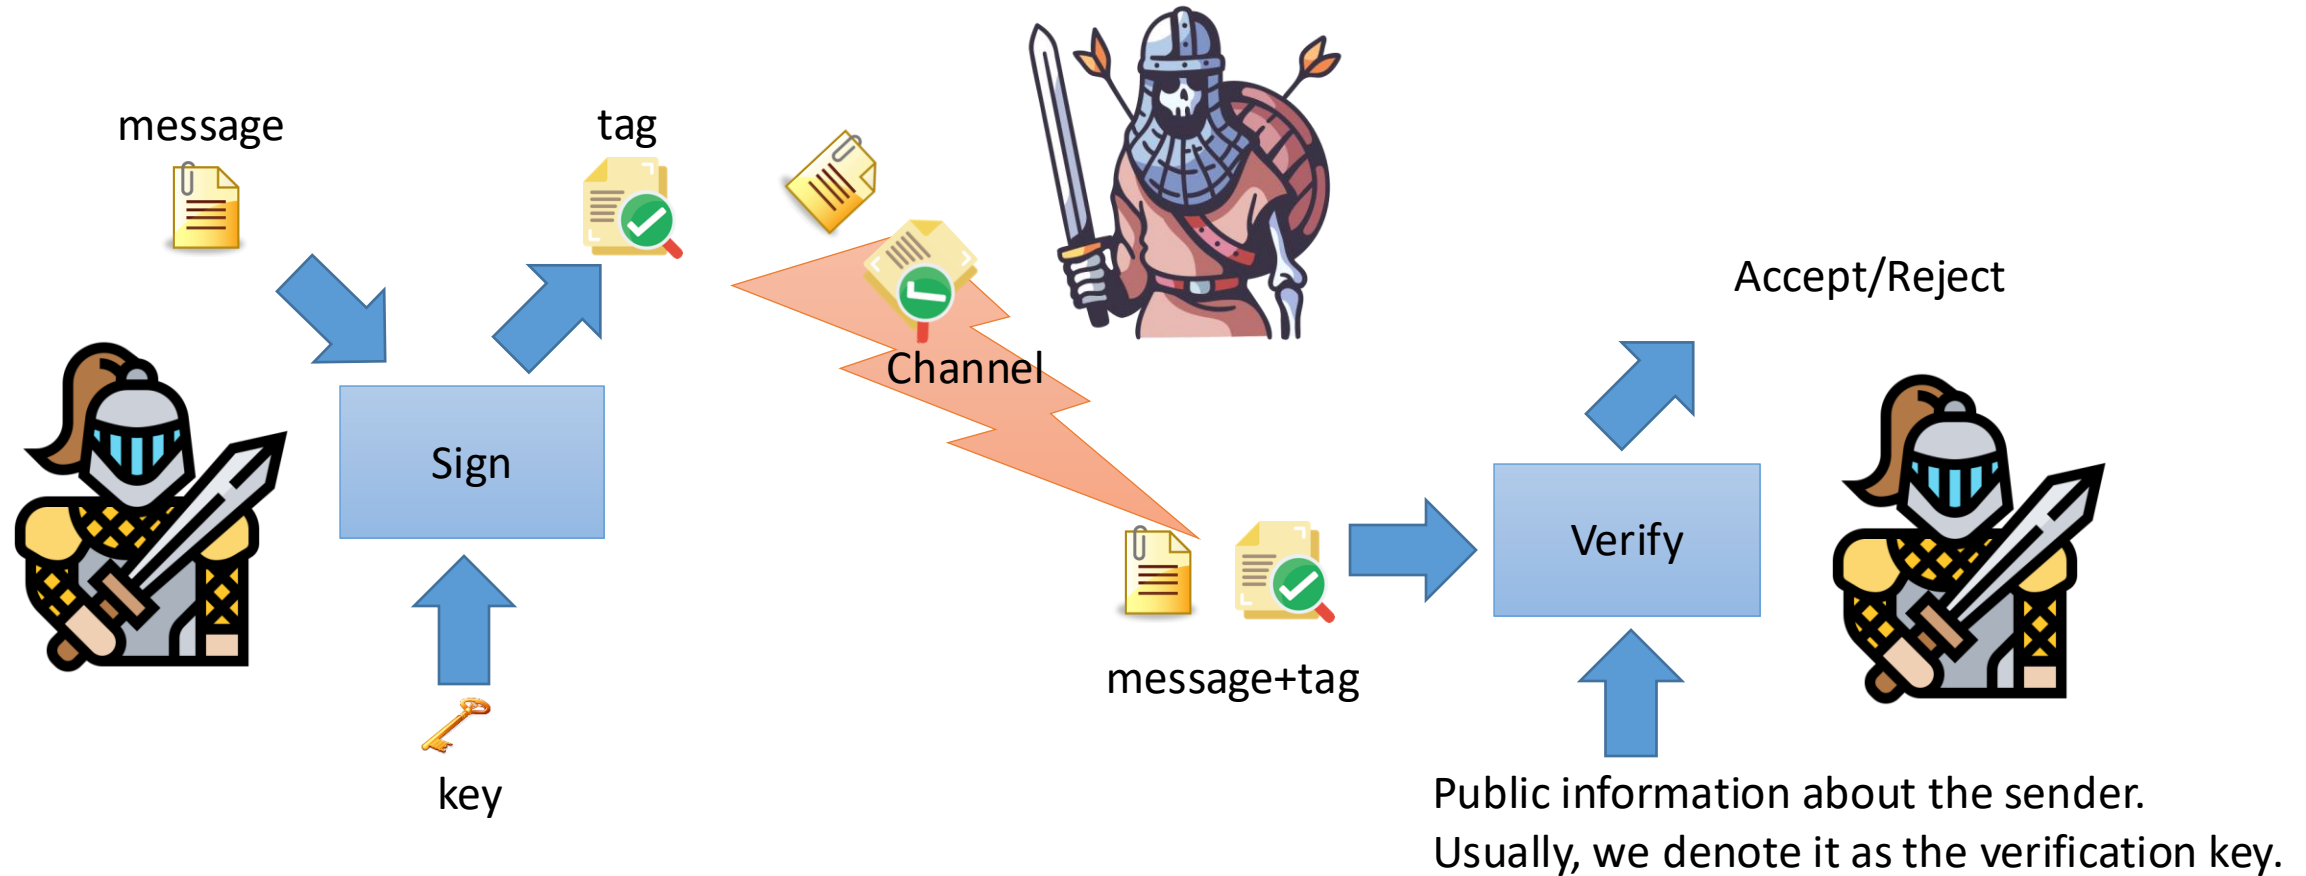 message
tag
Sign
key
Channel
message+tag
Verify
Accept/Reject
Public information about the sender.
Usually, we denote it as the verification key.